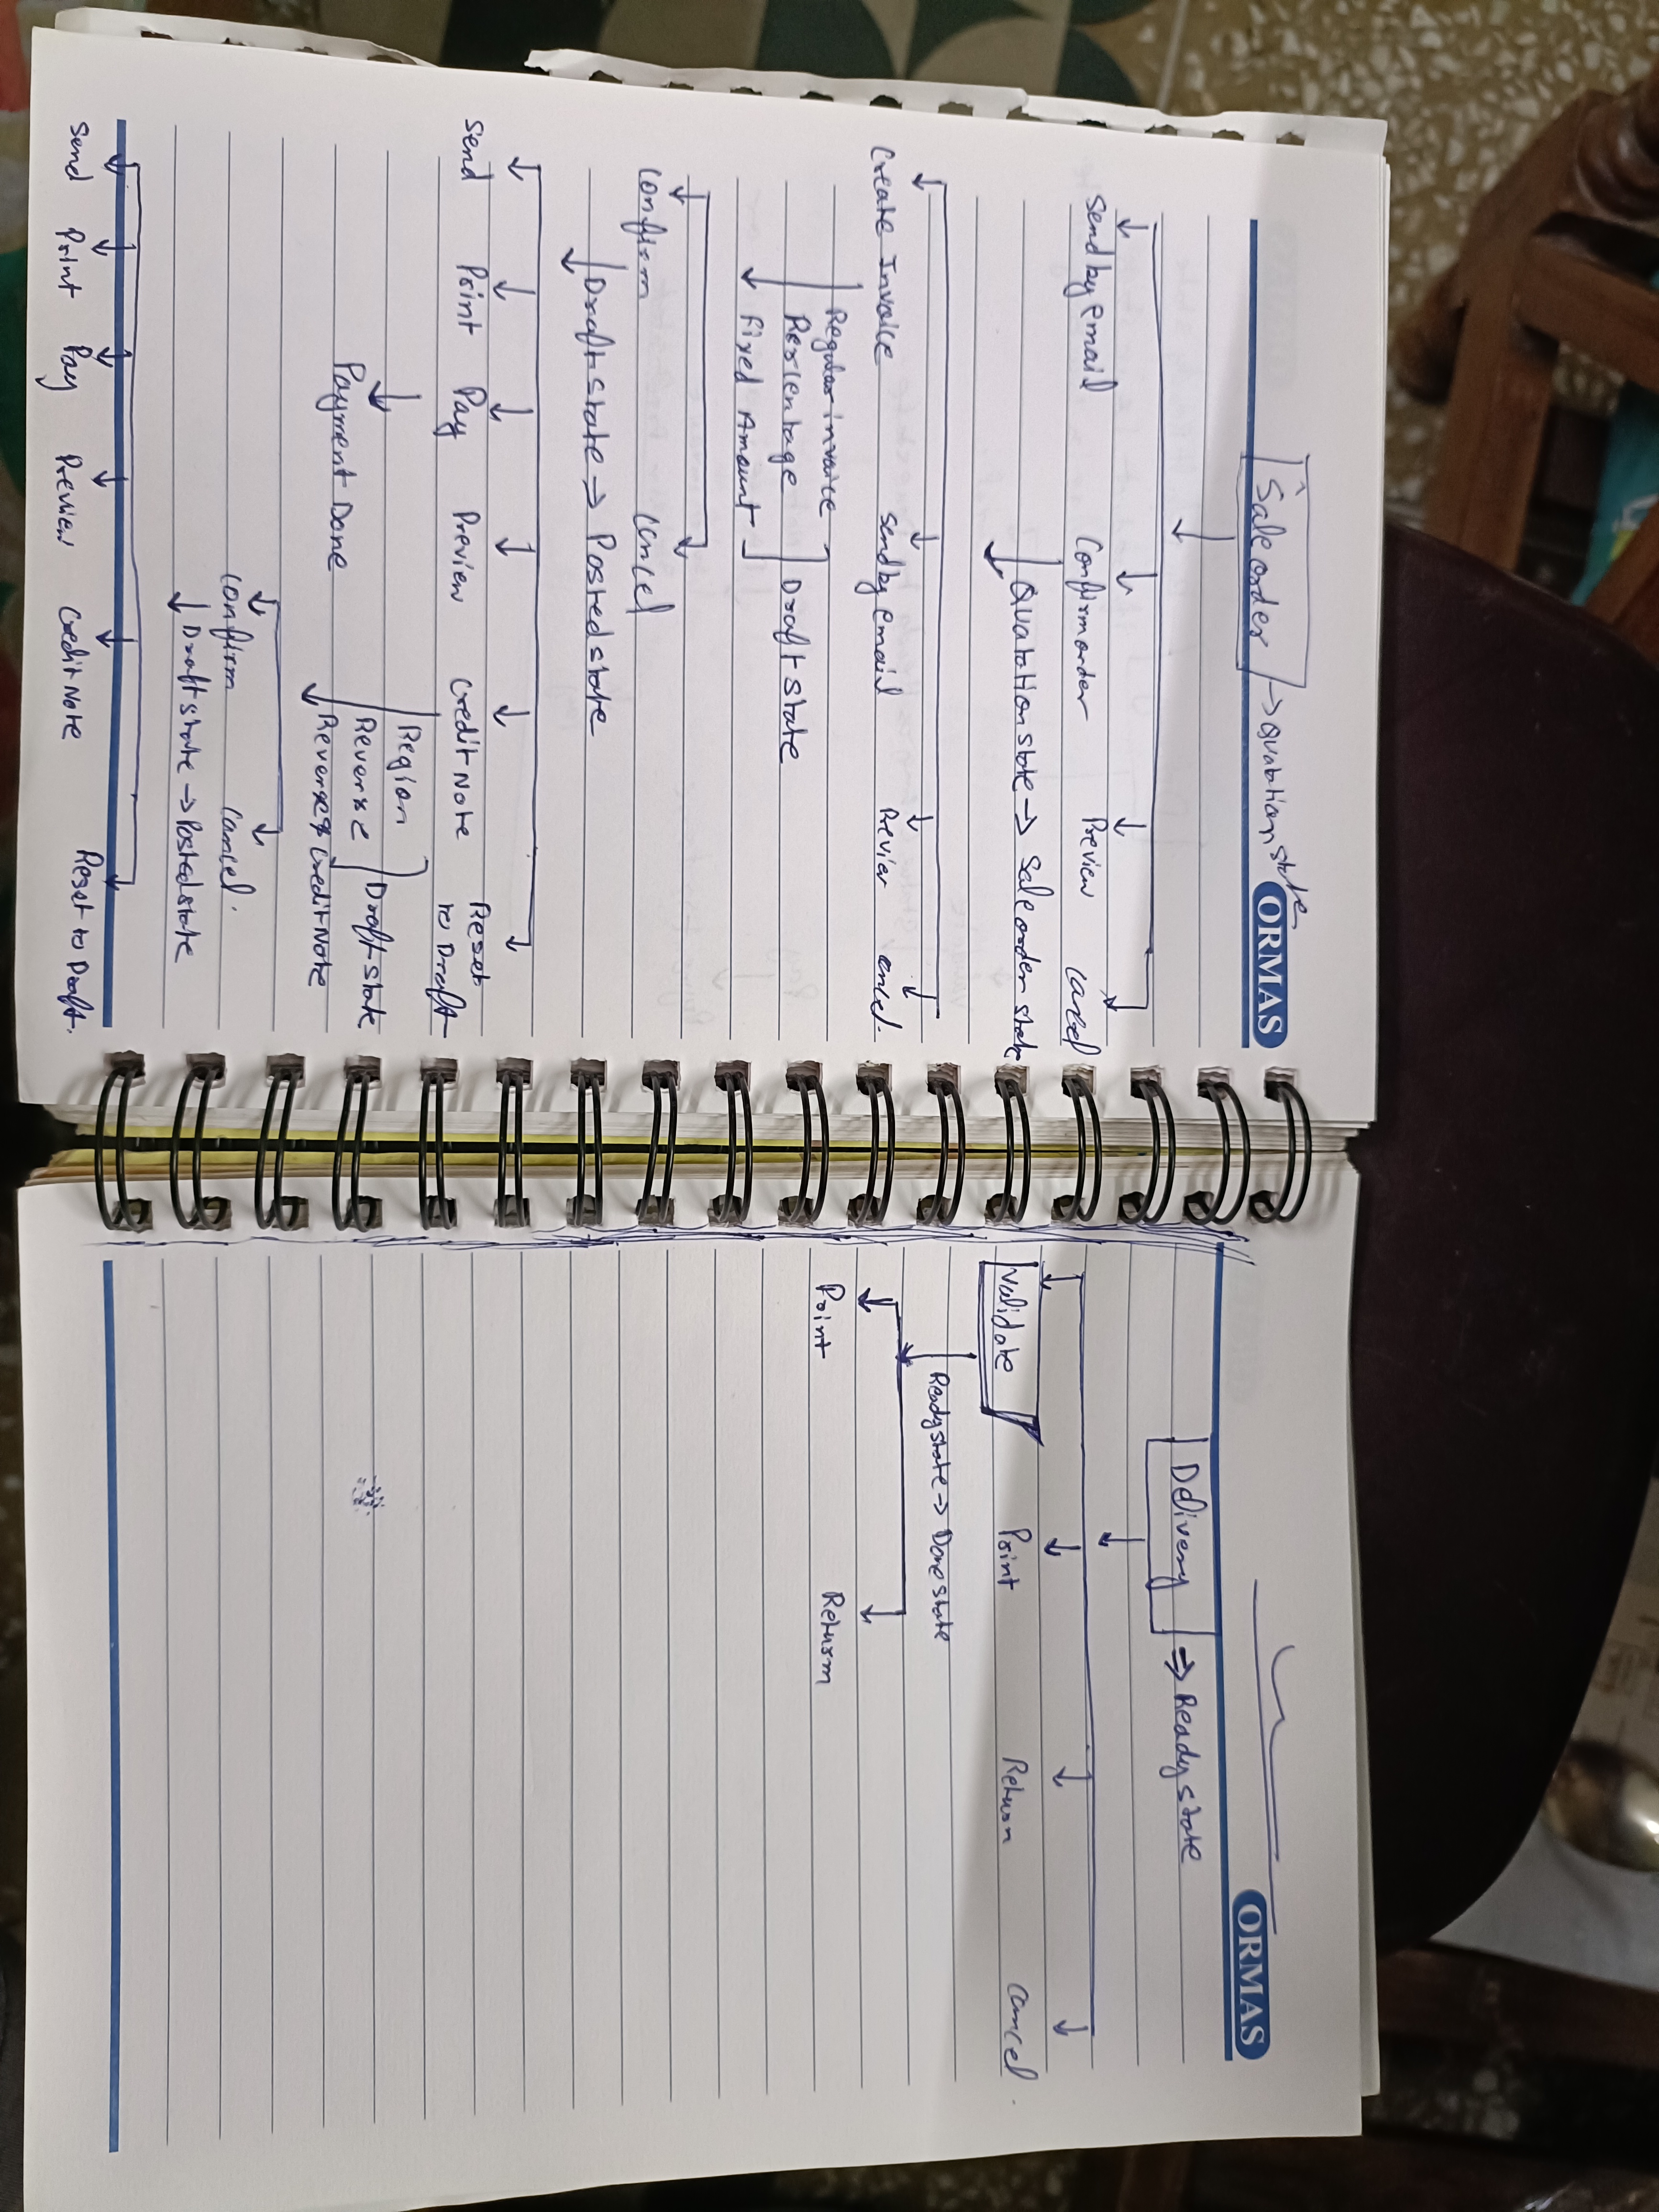 Sale order → Quatation state
ORMAS
Send by email Confirm order Preview cancel
Quatation state → Sale order state
Create Invoice Send by email Previer cancel.
Regular invoice
Percentage Draft state
Fixed Amount
Confirm cancel
Draft state ⇒ Posted state
Send Print Pay Preview Credit Note Reset
to Draft
Region
Reverse Draft state
Reverse & Credit Note
Payment Done
Confirm Cancel.
Draft state → Posted state
Send Print Pay Preview Credit Note Reset to Draft.
ORMAS
Delivery ⇒ Ready state
Validate Print Return Cancel.
Ready state → Done state
Print Return